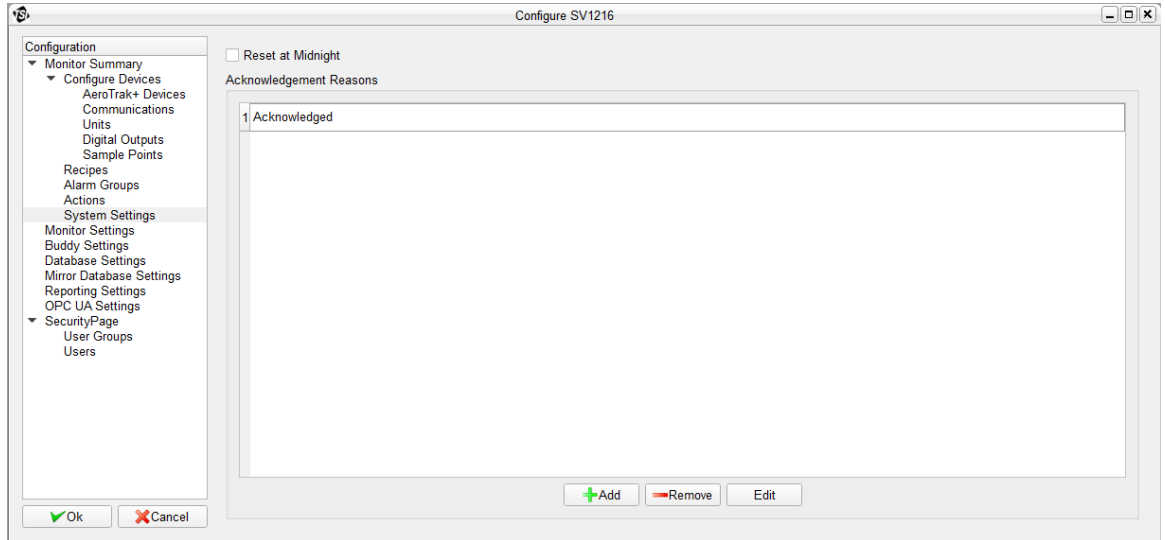 TSI
Configure SV1216
Configuration
Monitor Summary
Configure Devices
AeroTrak+ Devices
Communications
Units
Digital Outputs
Sample Points
Recipes
Alarm Groups
Actions
System Settings
Monitor Settings
Buddy Settings
Database Settings
Mirror Database Settings
Reporting Settings
OPC UA Settings
SecurityPage
User Groups
Users
Ok
Cancel
Reset at Midnight
Acknowledgement Reasons
1 Acknowledged
Add
Remove
Edit